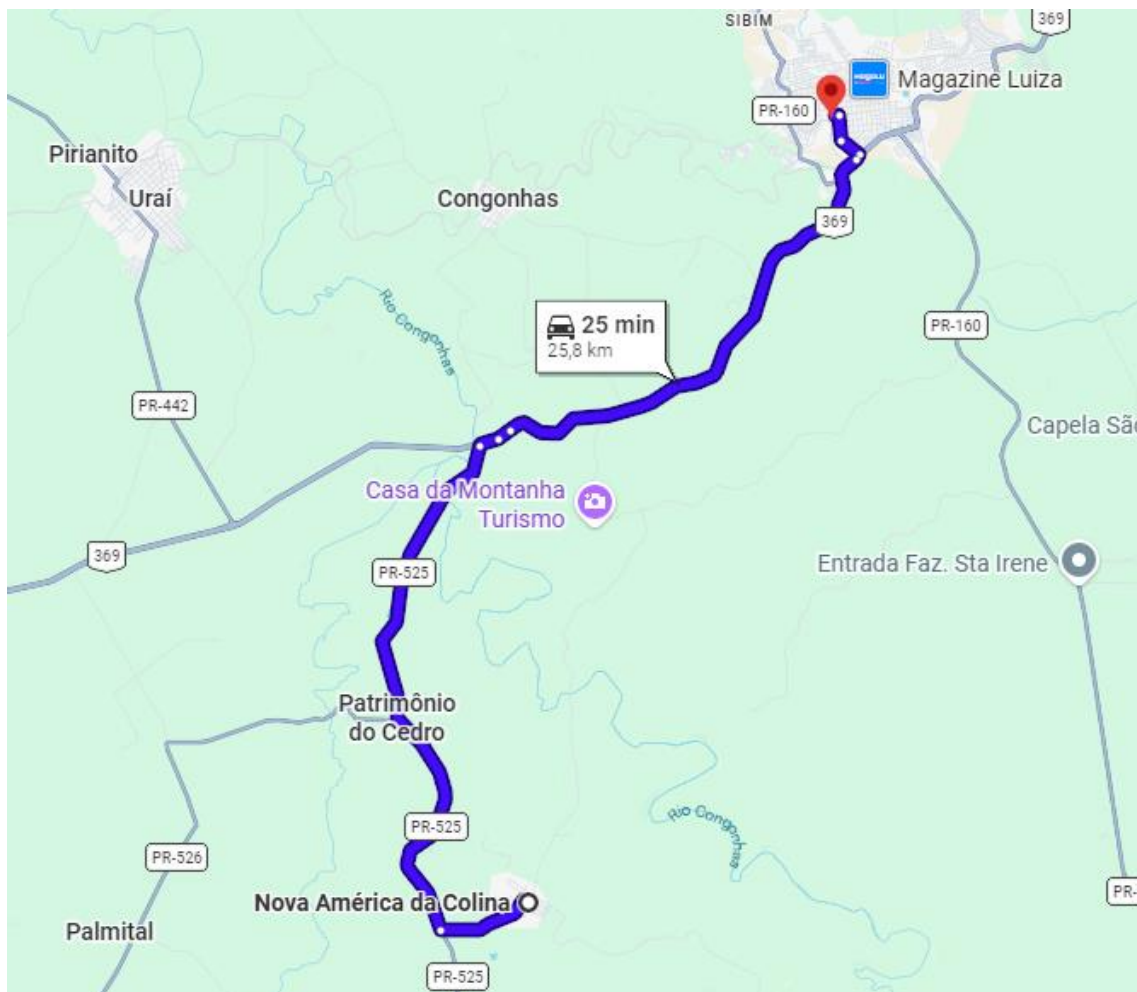 SIBIM
369
Magazine Luiza
PR-160
Pirianito
Uraí
Congonhas
369
Rio Congonhas
25 min
25,8 km
PR-160
PR-442
Capela São
Casa da Montanha
Turismo
369
PR-525
Entrada Faz. Sta Irene
Patrimônio
do Cedro
PR-525
Rio Congonhas
PR-526
Nova América da Colina
PR-
Palmital
PR-525